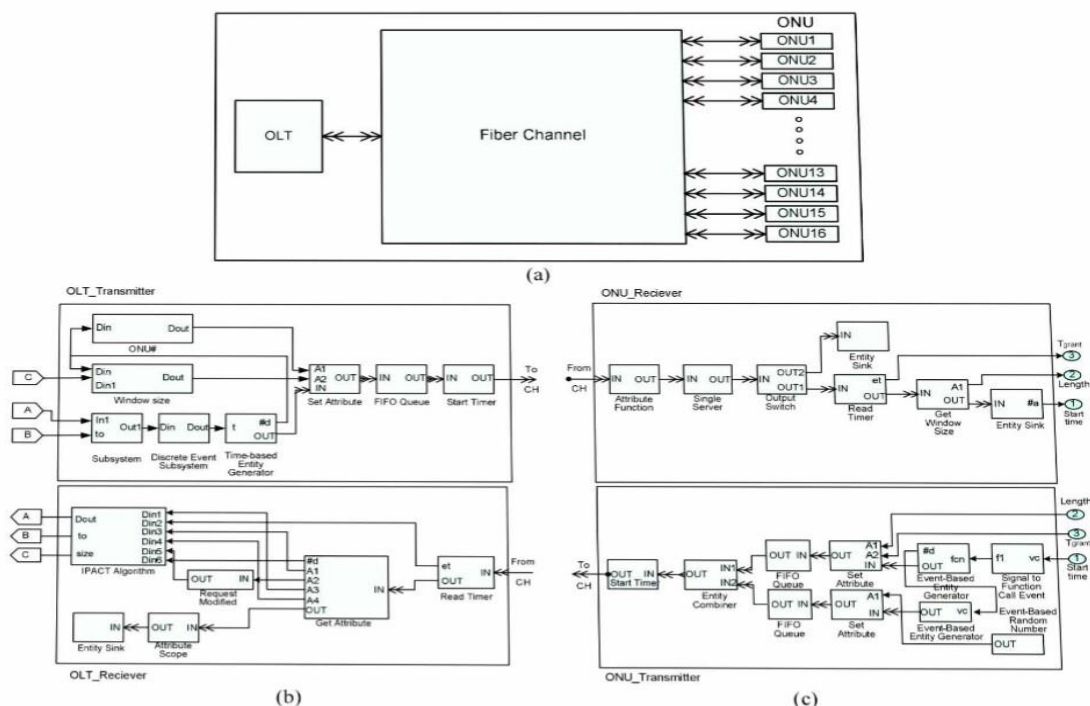 ONU
ONU1
ONU2
ONU3
ONU4
OLT
Fiber Channel
ONU13
ONU14
ONU15
ONU16
(a)
OLT_Transmitter
Din Dout
ONU#
C
Din Dout
Din1
Window size
A
B
In1 Out1
to
Subsystem
Din Dout
Discrete Event
Subsystem
t #d
OUT
Time-based
Entity
Generator
A1
A2 OUT
IN
Set Attribute
IN OUT
FIFO Queue
IN OUT
Start Timer
To
CH
A
B
C
Dout
to
size
Din1
Din2
Din3
Din4
Din5
Din6
IPACT Algorithm
OUT IN
Request
Modified
#d
A1
A2
A3
A4
OUT
IN
Get Attribute
et
OUT
IN
Read Timer
From
CH
IN
Entity Sink
OUT IN
Attribute
Scope
OLT_Reciever
(b)
ONU_Reciever
From
CH
IN OUT
Attribute
Function
IN OUT
Single
Server
OUT2
IN OUT1
Output
Switch
IN
Entity
Sink
et
IN OUT
Read
Timer
A1
IN OUT
Get
Window
Size
IN #a
Entity Sink
Tgrant
3
2
Length
1
Start
time
Length
2
3
Tgrant
1
Start
time
To
CH
OUT IN
Start Time
IN1
OUT
IN2
Entity
Combiner
OUT IN
FIFO
Queue
A1
A2
OUT
IN
Set
Attribute
#d
fcn
OUT
Event-Based
Entity
Generator
f1 vc
Signal to
Function
Call Event
OUT IN
FIFO
Queue
A1
OUT IN
Set
Attribute
OUT vc
Event-Based
Entity Generator
Event-Based
Random
Number
OUT
ONU_Transmitter
(c)